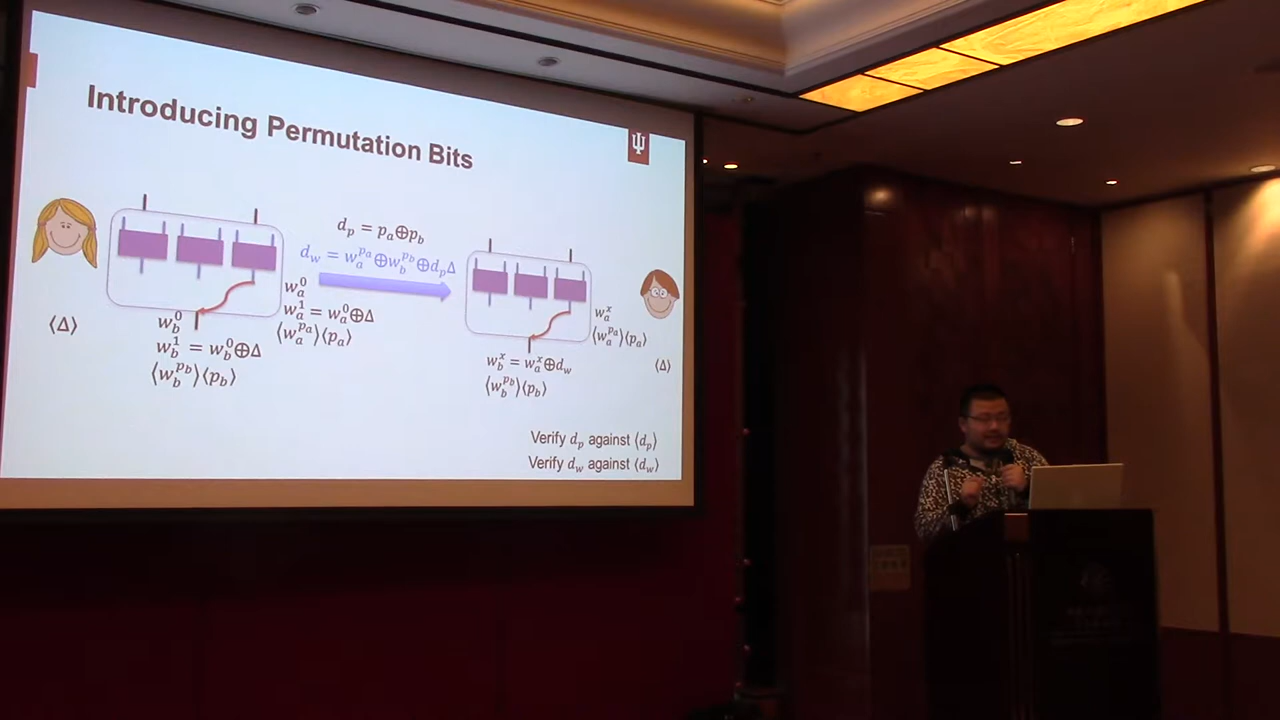 Introducing Permutation Bits
Ψ
d_p = p_a⊕p_b
d_w = w_a^{p_a}⊕w_b^{p_b}⊕d_pΔ
w_a^0
w_a^1 = w_a^0⊕Δ
⟨w_a^{p_a}⟩⟨p_a⟩
⟨Δ⟩
w_b^0
w_b^1 = w_b^0⊕Δ
⟨w_b^{p_b}⟩⟨p_b⟩
w_a^x
⟨w_a^{p_a}⟩⟨p_a⟩
w_b^x = w_a^x⊕d_w
⟨Δ⟩
⟨w_b^{p_b}⟩⟨p_b⟩
Verify d_p against ⟨d_p⟩
Verify d_w against ⟨d_w⟩